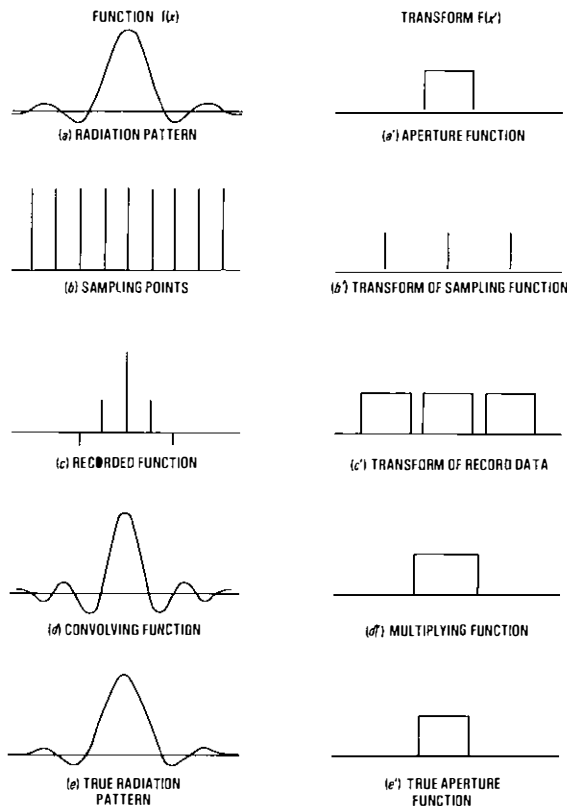 FUNCTION f(x)
TRANSFORM F(x')
(a) RADIATION PATTERN
(a') APERTURE FUNCTION
(b) SAMPLING POINTS
(b') TRANSFORM OF SAMPLING FUNCTION
(c) RECORDED FUNCTION
(c') TRANSFORM OF RECORD DATA
(d) CONVOLVING FUNCTION
(d') MULTIPLYING FUNCTION
(e) TRUE RADIATION
PATTERN
(e') TRUE APERTURE
FUNCTION